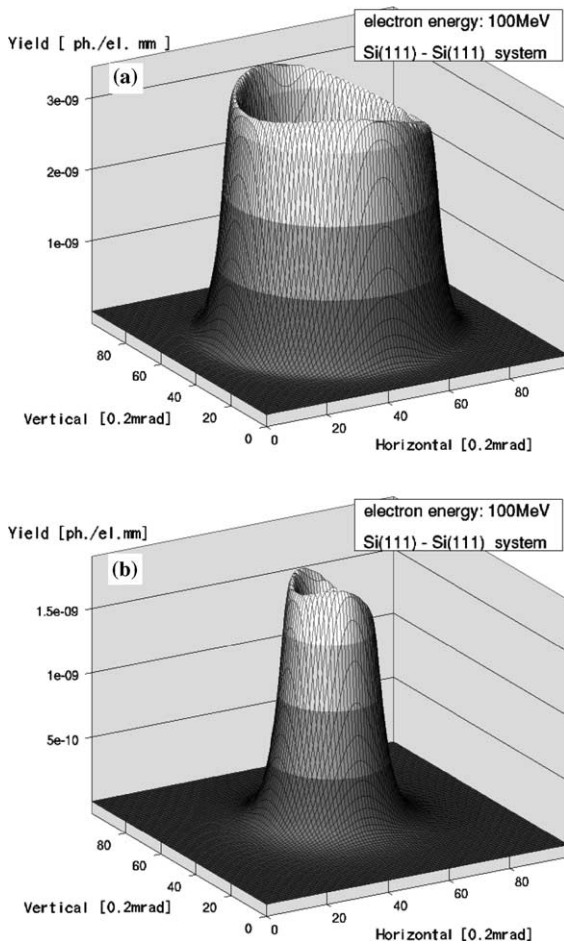 electron energy: 100MeV
Si(111) - Si(111) system
Yield [ ph./el. mm ]
(a)
3e-09
2e-09
1e-09
80
60
40
20
0
0
20
40
60
80
Vertical [0.2mrad]
Horizontal [0.2mrad]
electron energy: 100MeV
Si(111) - Si(111) system
Yield [ph./el.mm]
(b)
1.5e-09
1e-09
5e-10
80
60
40
20
0
0
20
40
60
80
Vertical [0.2mrad]
Horizontal [0.2mrad]